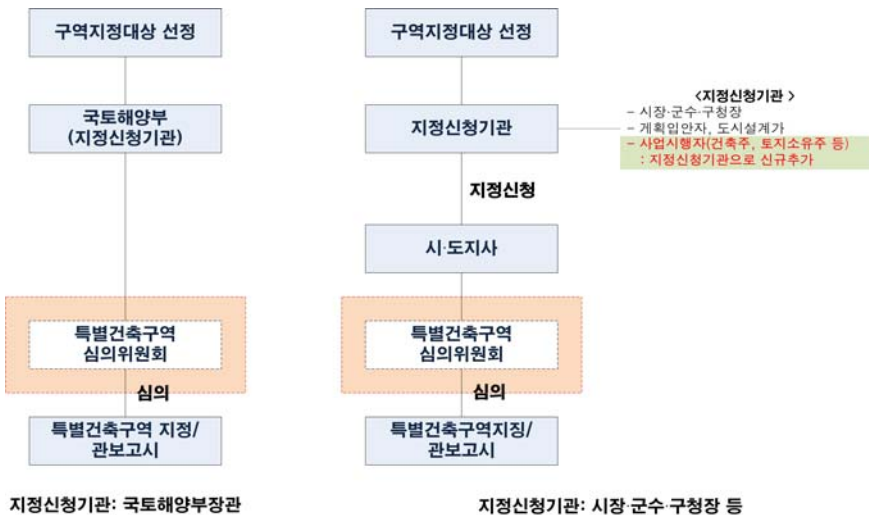 구역지정대상 선정
국토해양부
(지정신청기관)
특별건축구역
심의위원회
심의
특별건축구역 지정/
관보고시
지정신청기관: 국토해양부장관
구역지정대상 선정
지정신청기관
<지정신청기관 >
– 시장·군수·구청장
– 게획입안자, 도시설계가
– 사업시행자(건축주, 토지소유주 등)
: 지정신청기관으로 신규추가
지정신청
시·도지사
특별건축구역
심의위원회
심의
특별건축구역지징/
관보고시
지정신청기관: 시장·군수·구청장 등